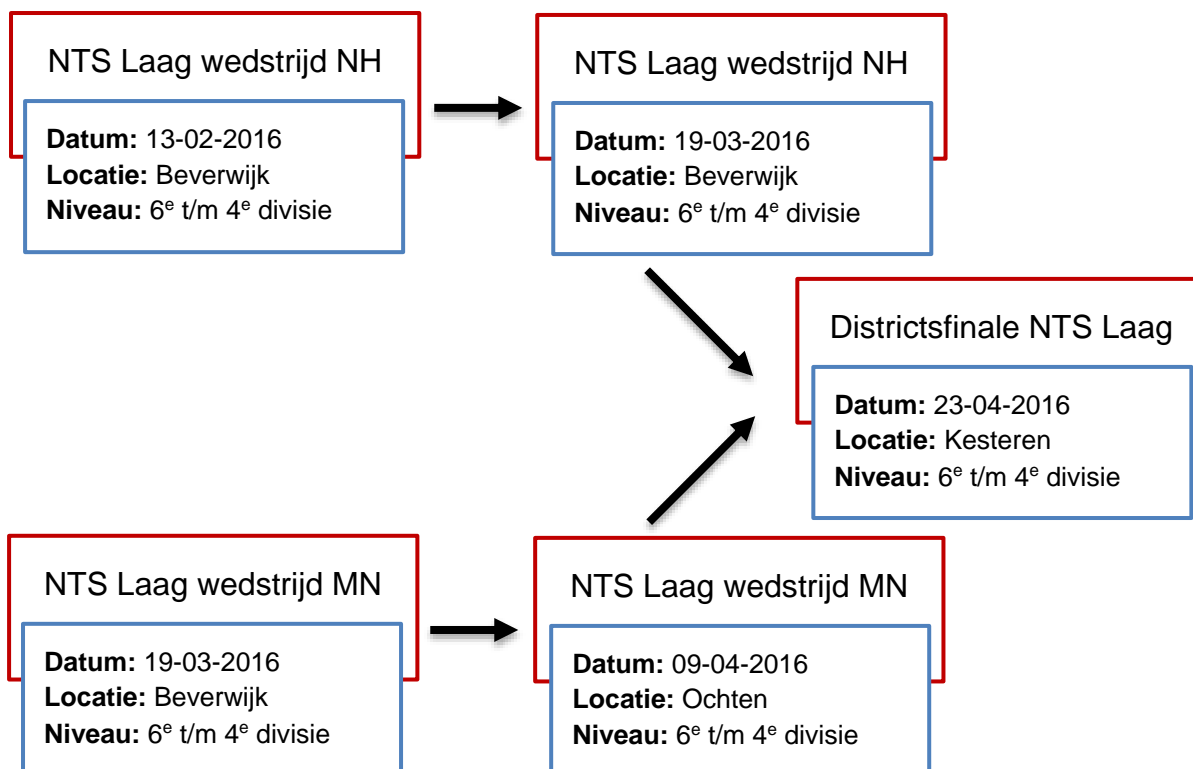 NTS Laag wedstrijd NH
Datum: 13-02-2016
Locatie: Beverwijk
Niveau: 6e t/m 4e divisie
NTS Laag wedstrijd NH
Datum: 19-03-2016
Locatie: Beverwijk
Niveau: 6e t/m 4e divisie
Districtsfinale NTS Laag
Datum: 23-04-2016
Locatie: Kesteren
Niveau: 6e t/m 4e divisie
NTS Laag wedstrijd MN
Datum: 19-03-2016
Locatie: Beverwijk
Niveau: 6e t/m 4e divisie
NTS Laag wedstrijd MN
Datum: 09-04-2016
Locatie: Ochten
Niveau: 6e t/m 4e divisie